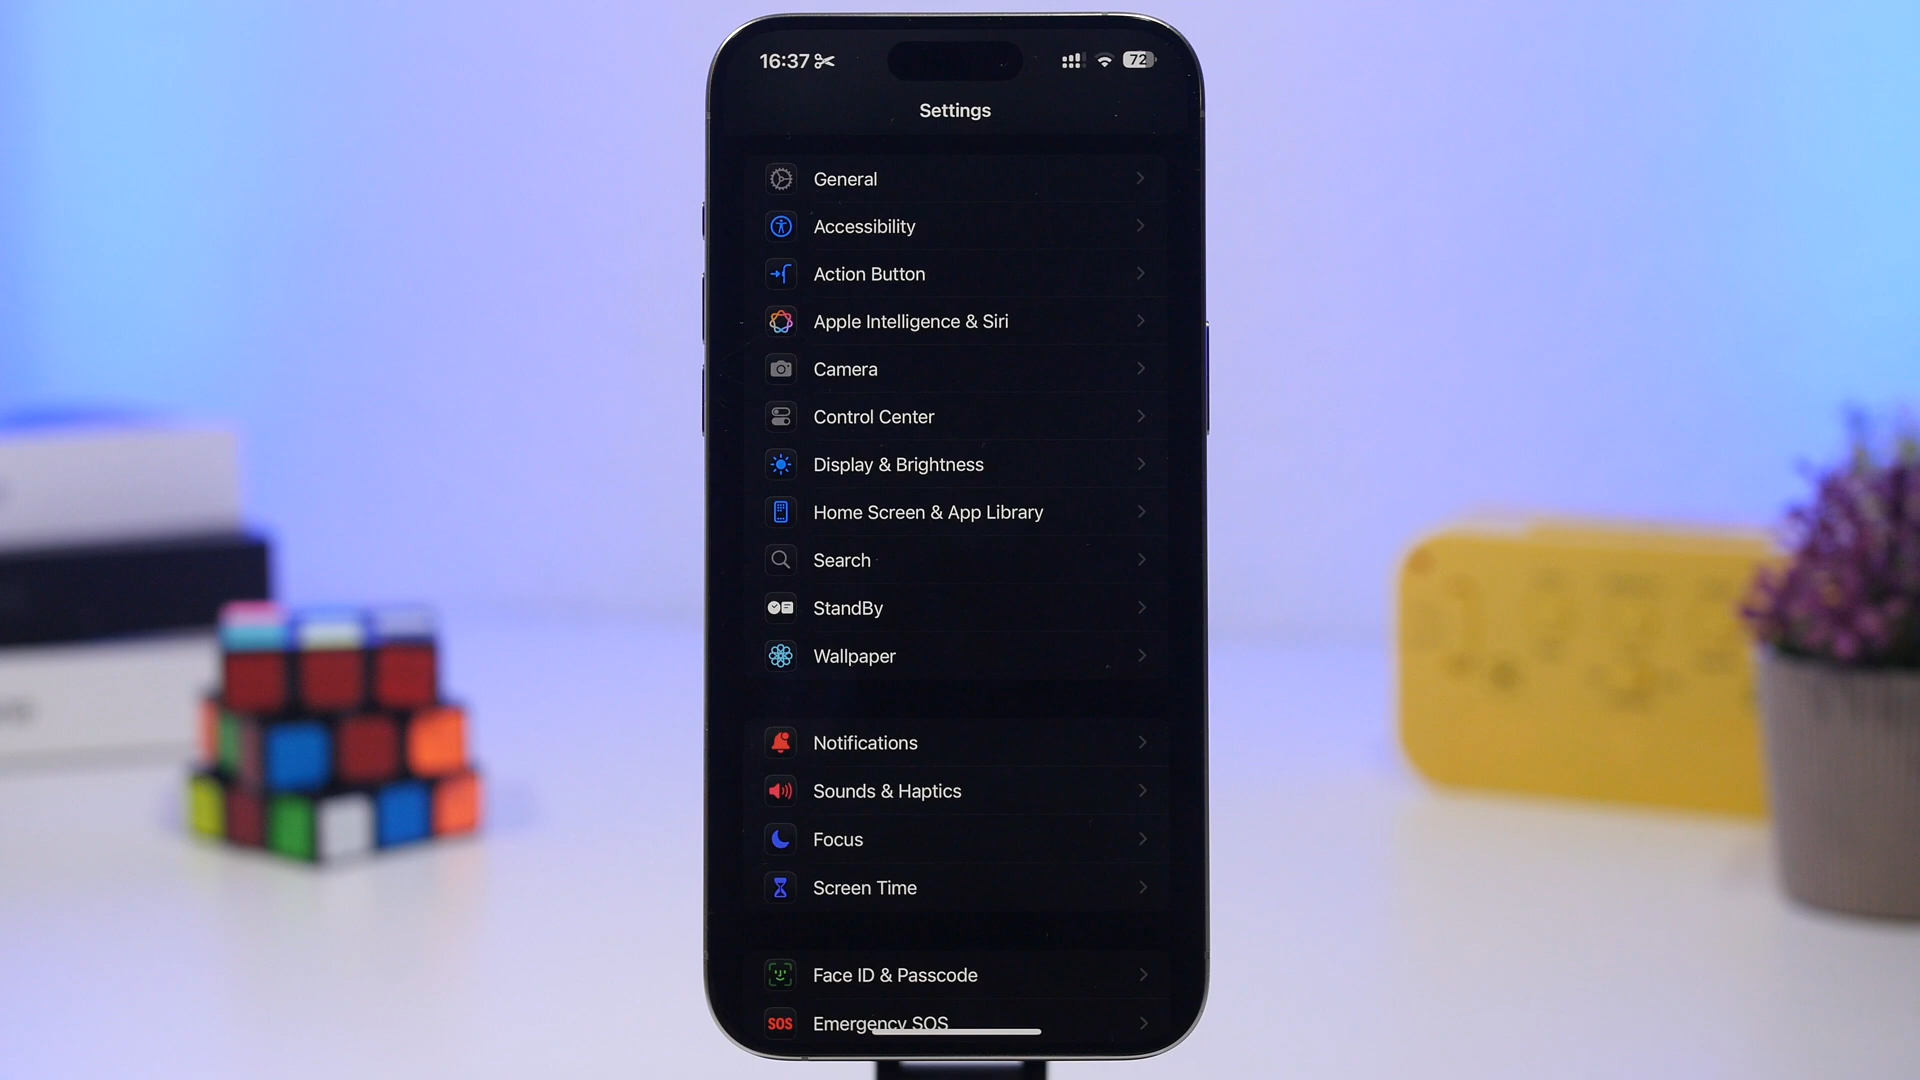 16:37
72
Settings
General
Accessibility
Action Button
Apple Intelligence & Siri
Camera
Control Center
Display & Brightness
Home Screen & App Library
Search
StandBy
Wallpaper
Notifications
Sounds & Haptics
Focus
Screen Time
Face ID & Passcode
SOS Emergency SOS